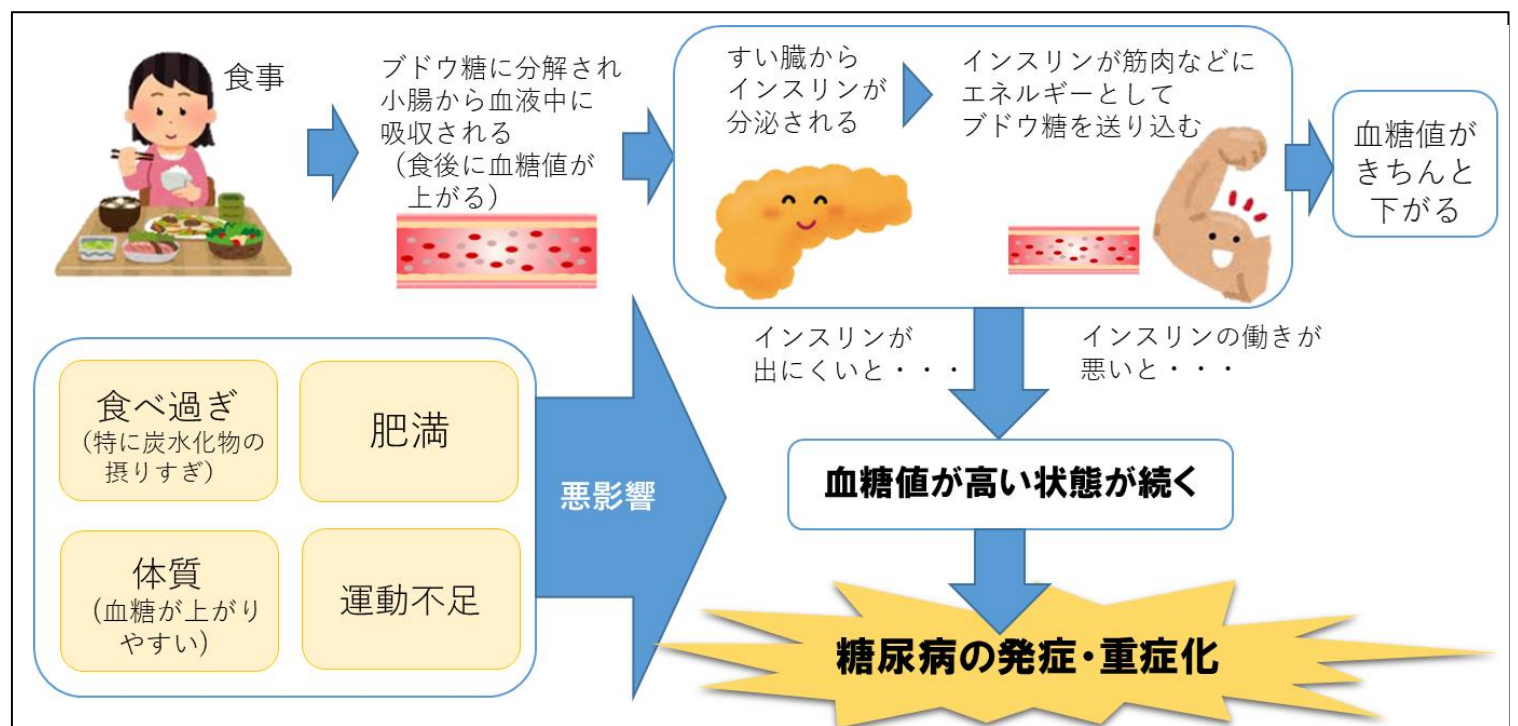 食事
ブドウ糖に分解され
小腸から血液中に
吸収される
（食後に血糖値が
上がる）
すい臓から
インスリンが
分泌される
インスリンが筋肉などに
エネルギーとして
ブドウ糖を送り込む
血糖値が
きちんと
下がる
インスリンが
出にくいと・・・
インスリンの働きが
悪いと・・・
食べ過ぎ
(特に炭水化物の
摂りすぎ)
肥満
体質
(血糖が上がり
やすい)
運動不足
悪影響
血糖値が高い状態が続く
糖尿病の発症・重症化